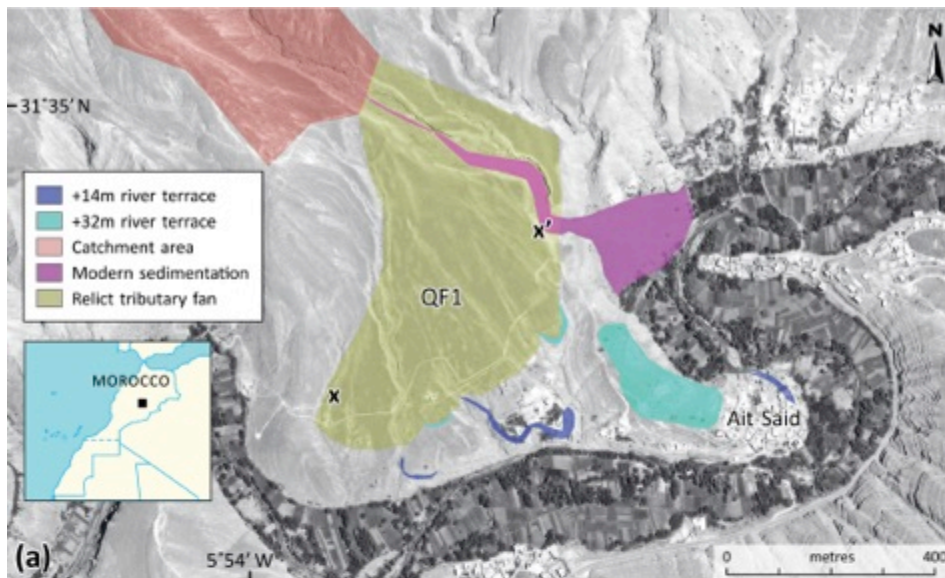 N
31°35′ N
+14m river terrace
+32m river terrace
Catchment area
Modern sedimentation
Relict tributary fan
x′
QF1
MOROCCO
x
Ait Said
(a)
5°54′ W
0 metres 400